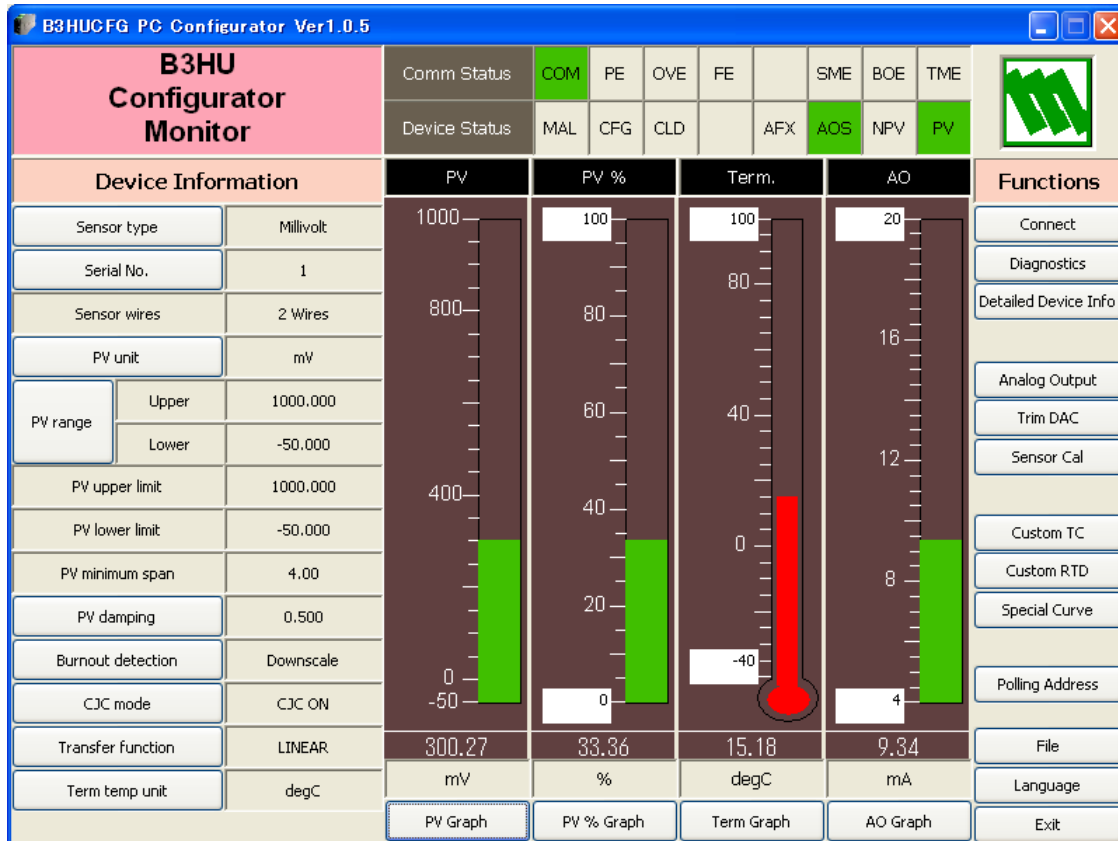 B3HUCFG PC Configurator Ver1.0.5
B3HU
Configurator
Monitor
Comm Status COM PE OVE FE SME BOE TME
Device Status MAL CFG CLD AFX AOS NPV PV
Device Information
Sensor type Millivolt
Serial No. 1
Sensor wires 2 Wires
PV unit mV
PV range Upper 1000.000
Lower -50.000
PV upper limit 1000.000
PV lower limit -50.000
PV minimum span 4.00
PV damping 0.500
Burnout detection Downscale
CJC mode CJC ON
Transfer function LINEAR
Term temp unit degC
PV
1000
800
400
0
-50
300.27
mV
PV Graph
PV %
100
80
60
40
20
0
33.36
%
PV % Graph
Term.
100
80
40
0
-40
15.18
degC
Term Graph
AO
20
16
12
8
4
9.34
mA
AO Graph
Functions
Connect
Diagnostics
Detailed Device Info
Analog Output
Trim DAC
Sensor Cal
Custom TC
Custom RTD
Special Curve
Polling Address
File
Language
Exit